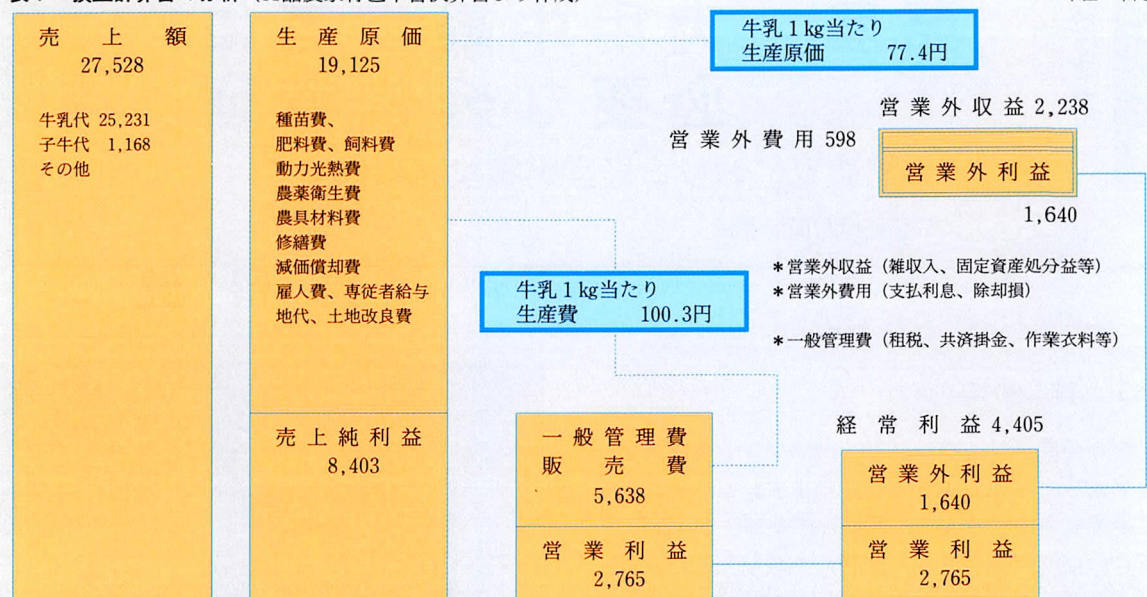 売上額
27,528
牛乳代 25,231
子牛代 1,168
その他
生産原価
19,125
種苗費、
肥料費、飼料費
動力光熱費
農薬衛生費
農具材料費
修繕費
減価償却費
雇人費、専従者給与
地代、土地改良費
売上純利益
8,403
牛乳1kg当たり
生産原価 77.4円
営業外収益 2,238
営業外費用 598
営業外利益
1,640
*営業外収益(雑収入、固定資産処分益等)
*営業外費用(支払利息、除却損)
*一般管理費(租税、共済掛金、作業衣料等)
牛乳1kg当たり
生産費 100.3円
一般管理費
販売費
5,638
営業利益
2,765
経常利益 4,405
営業外利益
1,640
営業利益
2,765